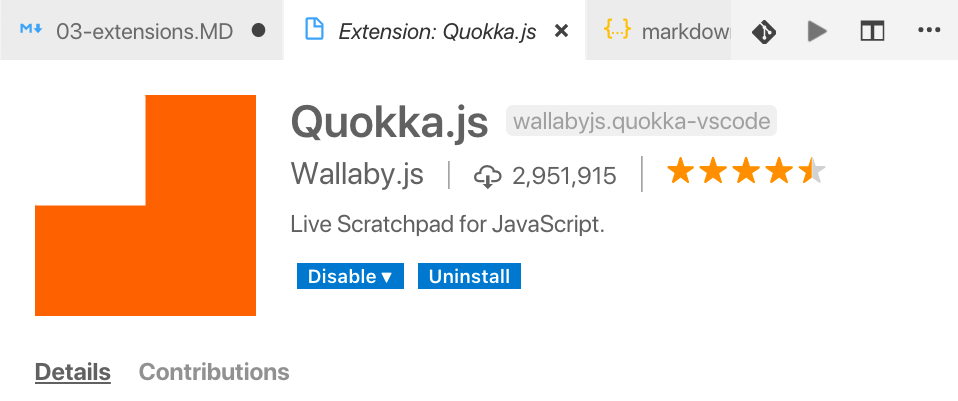 03-extensions.MD
Extension: Quokka.js
markdown
Quokka.js wallabyjs.quokka-vscode
Wallaby.js 2,951,915
Live Scratchpad for JavaScript.
Disable ▾ Uninstall
Details Contributions